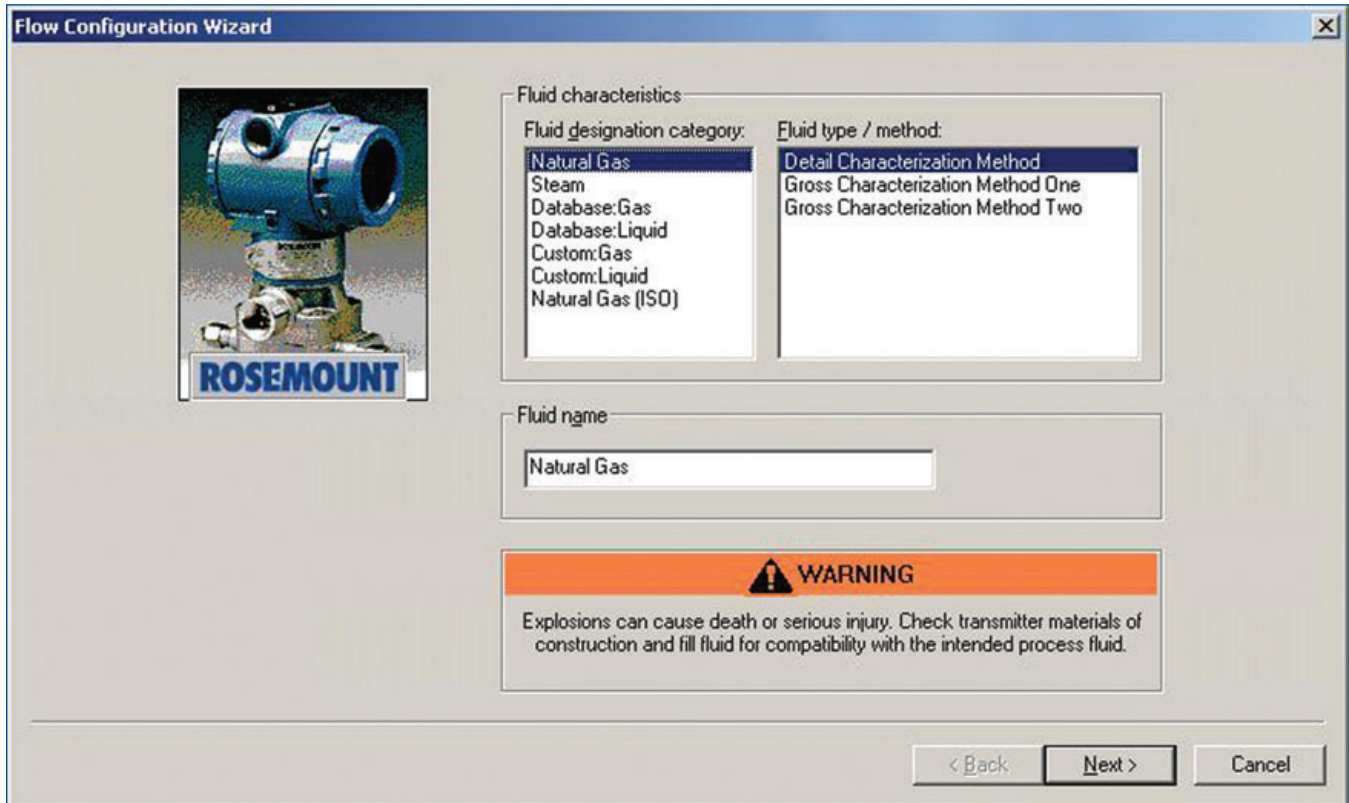 Flow Configuration Wizard
ROSEMOUNT
Fluid characteristics
Fluid designation category:
Natural Gas
Steam
Database:Gas
Database:Liquid
Custom:Gas
Custom:Liquid
Natural Gas (ISO)
Fluid type / method:
Detail Characterization Method
Gross Characterization Method One
Gross Characterization Method Two
Fluid name
Natural Gas
WARNING
Explosions can cause death or serious injury. Check transmitter materials of
construction and fill fluid for compatibility with the intended process fluid.
< Back
Next >
Cancel